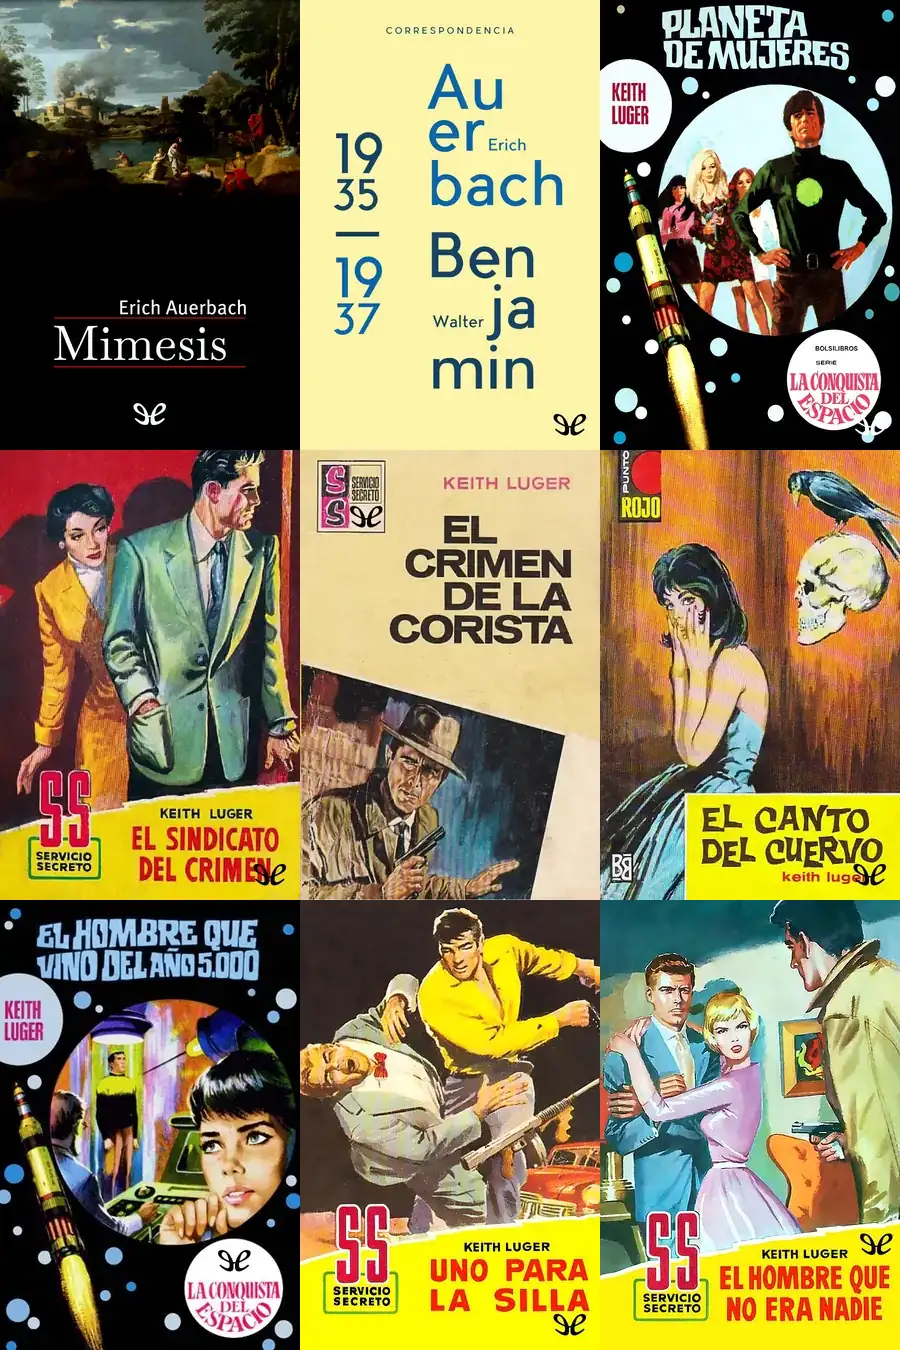 Erich Auerbach
Mimesis
CORRESPONDENCIA
19
35
19
37
Au
er
Erich
bach
Ben
Walter
ja
min
PLANETA
DE MUJERES
KEITH
LUGER
BOLSILIBROS
SERIE
LA CONQUISTA
DEL
ESPACIO
SS
SERVICIO
SECRETO
KEITH LUGER
EL SINDICATO
DEL CRIMEN
S
S
SERVICIO
SECRETO
KEITH LUGER
EL
CRIMEN
DE LA
CORISTA
PUNTO
ROJO
EL CANTO
DEL CUERVO
keith luger
BB
EL HOMBRE QUE
VINO DEL AÑO 5.000
KEITH
LUGER
LA CONQUISTA
DEL
ESPACIO
SS
SERVICIO
SECRETO
KEITH LUGER
UNO PARA
LA SILLA
SS
SERVICIO
SECRETO
KEITH LUGER
EL HOMBRE QUE
NO ERA NADIE